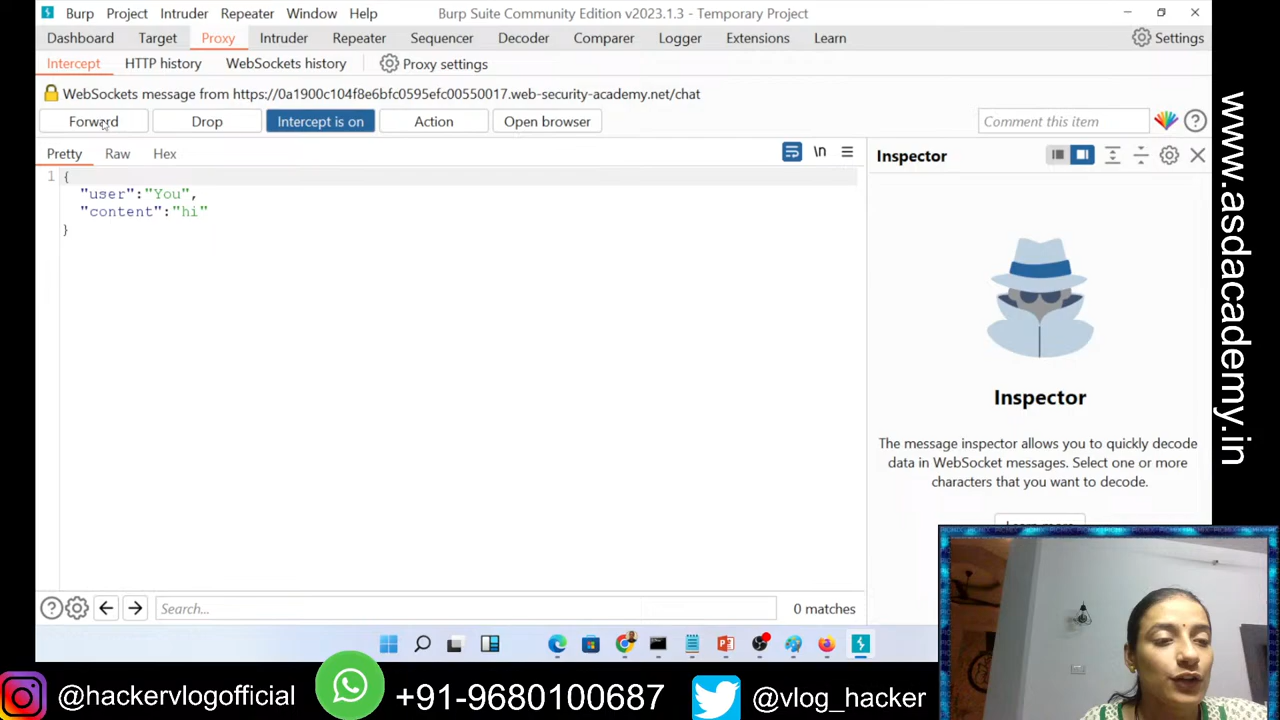 Burp Project Intruder Repeater Window Help Burp Suite Community Edition v2023.1.3 - Temporary Project
Dashboard Target Proxy Intruder Repeater Sequencer Decoder Comparer Logger Extensions Learn Settings
Intercept HTTP history WebSockets history Proxy settings
WebSockets message from https://0a1900c104f8e6bfc0595efc00550017.web-security-academy.net/chat
Forward Drop Intercept is on Action Open browser Comment this item
Pretty Raw Hex \n
1 {
"user":"You",
"content":"hi"
}
Inspector
Inspector
The message inspector allows you to quickly decode
data in WebSocket messages. Select one or more
characters that you want to decode.
Learn more
Search... 0 matches
www.asdacademy.in
@hackervlogofficial +91-9680100687 @vlog_hacker